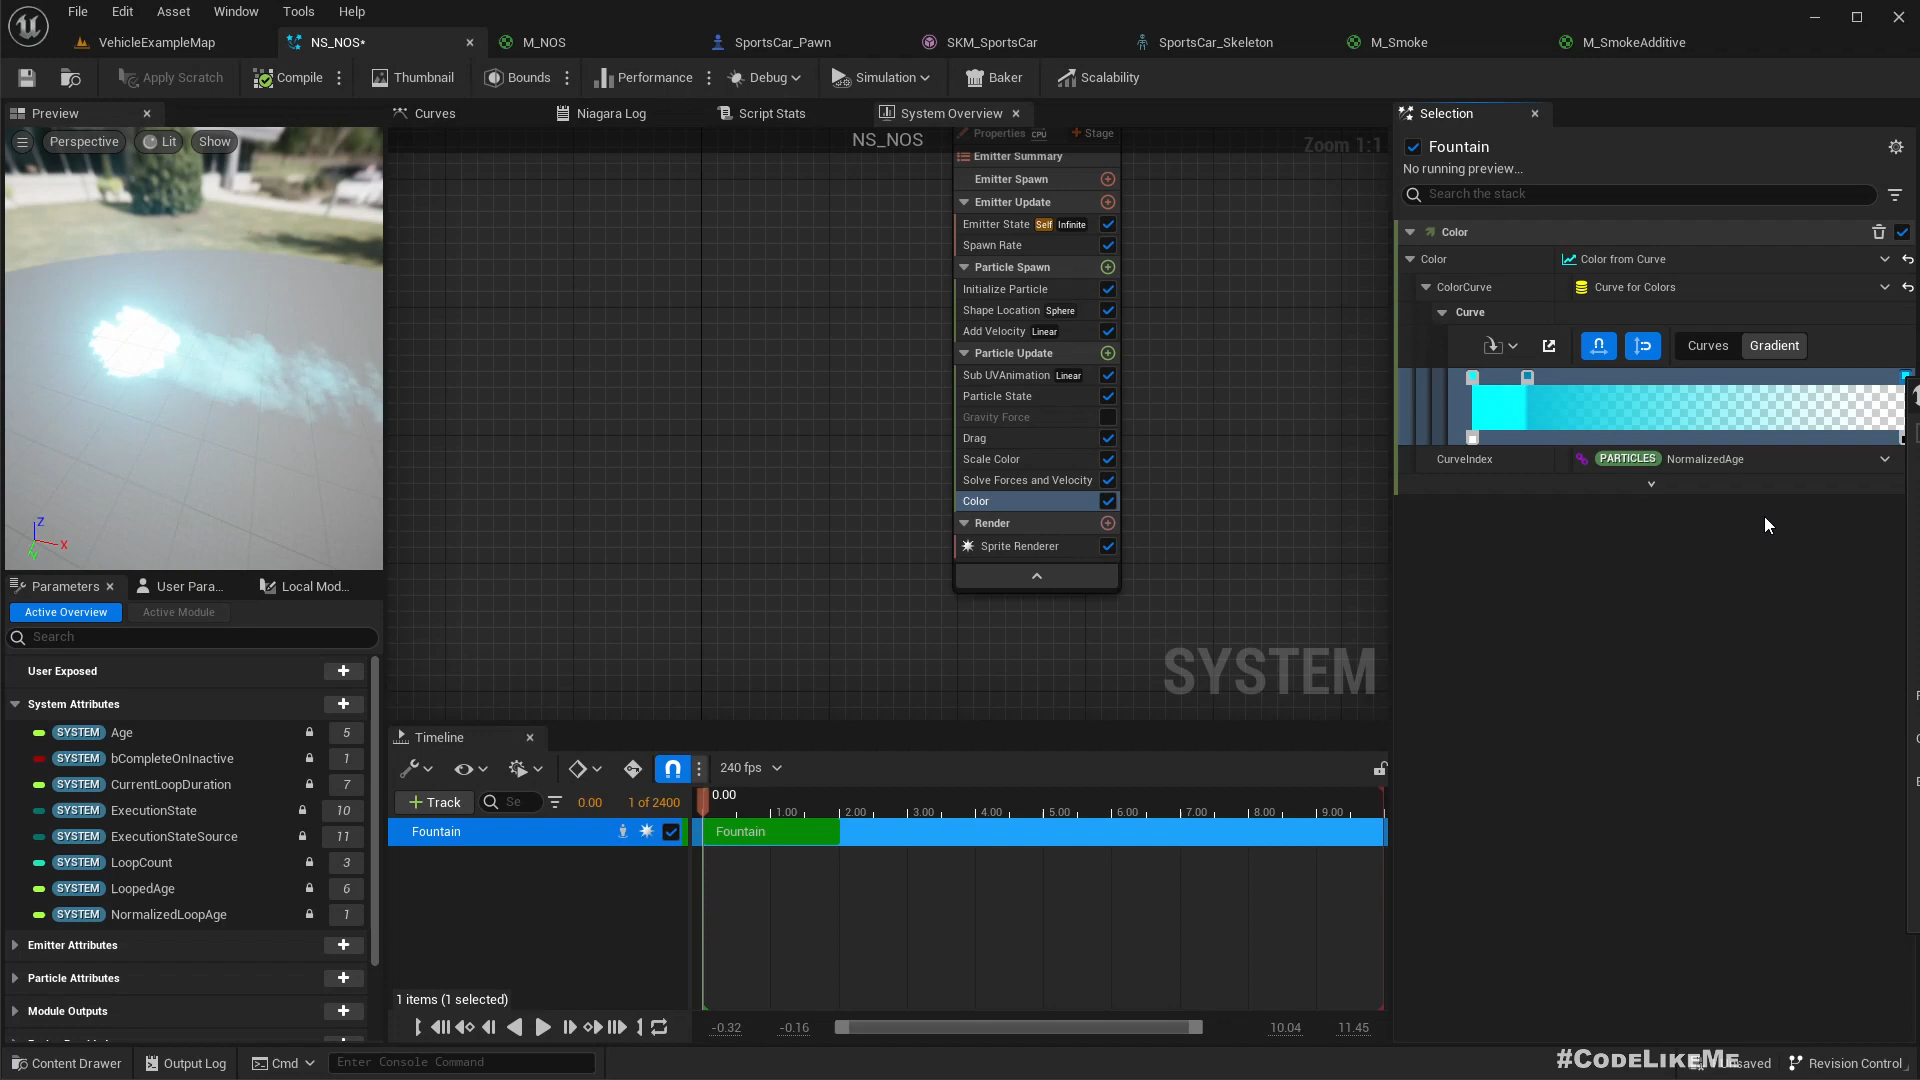 File Edit Asset Window Tools Help
VehicleExampleMap NS_NOS* M_NOS SportsCar_Pawn SKM_SportsCar SportsCar_Skeleton M_Smoke M_SmokeAdditive
Apply Scratch Compile Thumbnail Bounds Performance Debug Simulation Baker Scalability
Preview Curves Niagara Log Script Stats System Overview Selection
Perspective Lit Show
NS_NOS
Zoom 1:1
Properties CPU Stage
Emitter Summary
Emitter Spawn
Emitter Update
Emitter State Self Infinite
Spawn Rate
Particle Spawn
Initialize Particle
Shape Location Sphere
Add Velocity Linear
Particle Update
Sub UVAnimation Linear
Particle State
Gravity Force
Drag
Scale Color
Solve Forces and Velocity
Color
Render
Sprite Renderer
SYSTEM
Z
X
Y
Fountain
No running preview...
Search the stack
Color
Color Color from Curve
ColorCurve Curve for Colors
Curve
Curves Gradient
CurveIndex PARTICLES NormalizedAge
Parameters User Para... Local Mod...
Active Overview Active Module
Search
User Exposed
System Attributes
SYSTEM Age 5
SYSTEM bCompleteOnInactive 1
SYSTEM CurrentLoopDuration 7
SYSTEM ExecutionState 10
SYSTEM ExecutionStateSource 11
SYSTEM LoopCount 3
SYSTEM LoopedAge 6
SYSTEM NormalizedLoopAge 1
Emitter Attributes
Particle Attributes
Module Outputs
Timeline
240 fps
Track Se 0.00 1 of 2400
0.00
1.00 2.00 3.00 4.00 5.00 6.00 7.00 8.00 9.00
Fountain Fountain
1 items (1 selected)
-0.32 -0.16 10.04 11.45
Content Drawer Output Log Cmd Enter Console Command
#CodeLikeMe
Revision Control